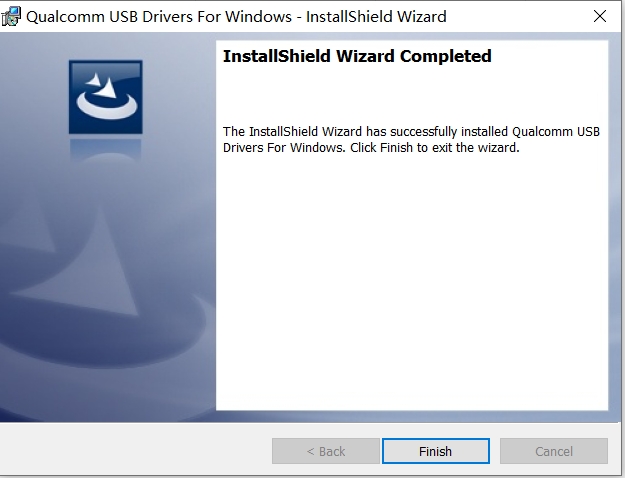 Qualcomm USB Drivers For Windows - InstallShield Wizard
InstallShield Wizard Completed
The InstallShield Wizard has successfully installed Qualcomm USB
Drivers For Windows. Click Finish to exit the wizard.
< Back
Finish
Cancel